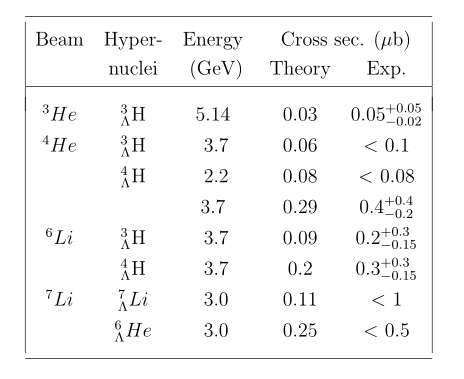 Beam Hyper- Energy Cross sec. (μb)
nuclei (GeV) Theory Exp.
³He ³ΛH 5.14 0.03 0.05 +0.05 −0.02
⁴He ³ΛH 3.7 0.06 < 0.1
⁴ΛH 2.2 0.08 < 0.08
3.7 0.29 0.4 +0.4 −0.2
⁶Li ³ΛH 3.7 0.09 0.2 +0.3 −0.15
⁴ΛH 3.7 0.2 0.3 +0.3 −0.15
⁷Li ⁷ΛLi 3.0 0.11 < 1
⁶ΛHe 3.0 0.25 < 0.5